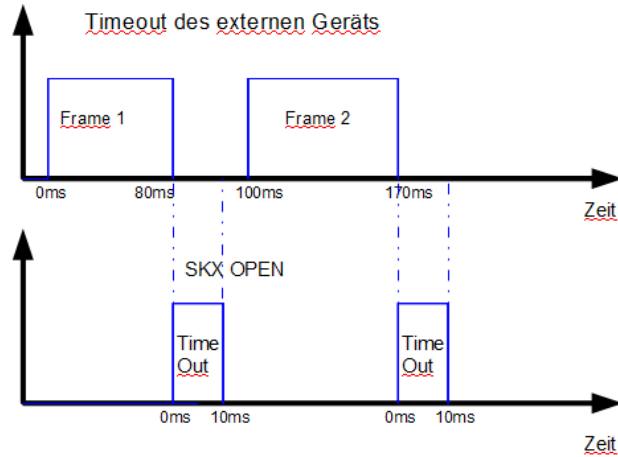 Timeout des externen Geräts
Frame 1
Frame 2
0ms
80ms
100ms
170ms
Zeit
SKX OPEN
Time
Out
Time
Out
0ms
10ms
0ms
10ms
Zeit